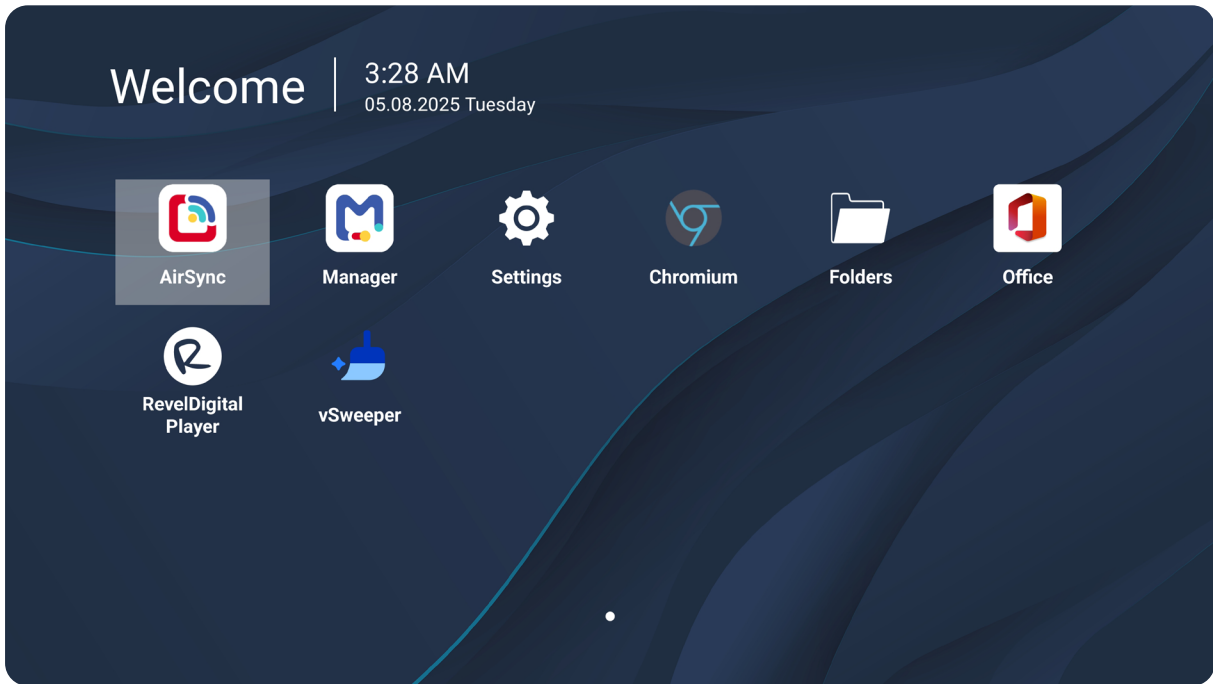 Welcome
3:28 AM
05.08.2025 Tuesday
AirSync
Manager
Settings
Chromium
Folders
Office
RevelDigital
Player
vSweeper